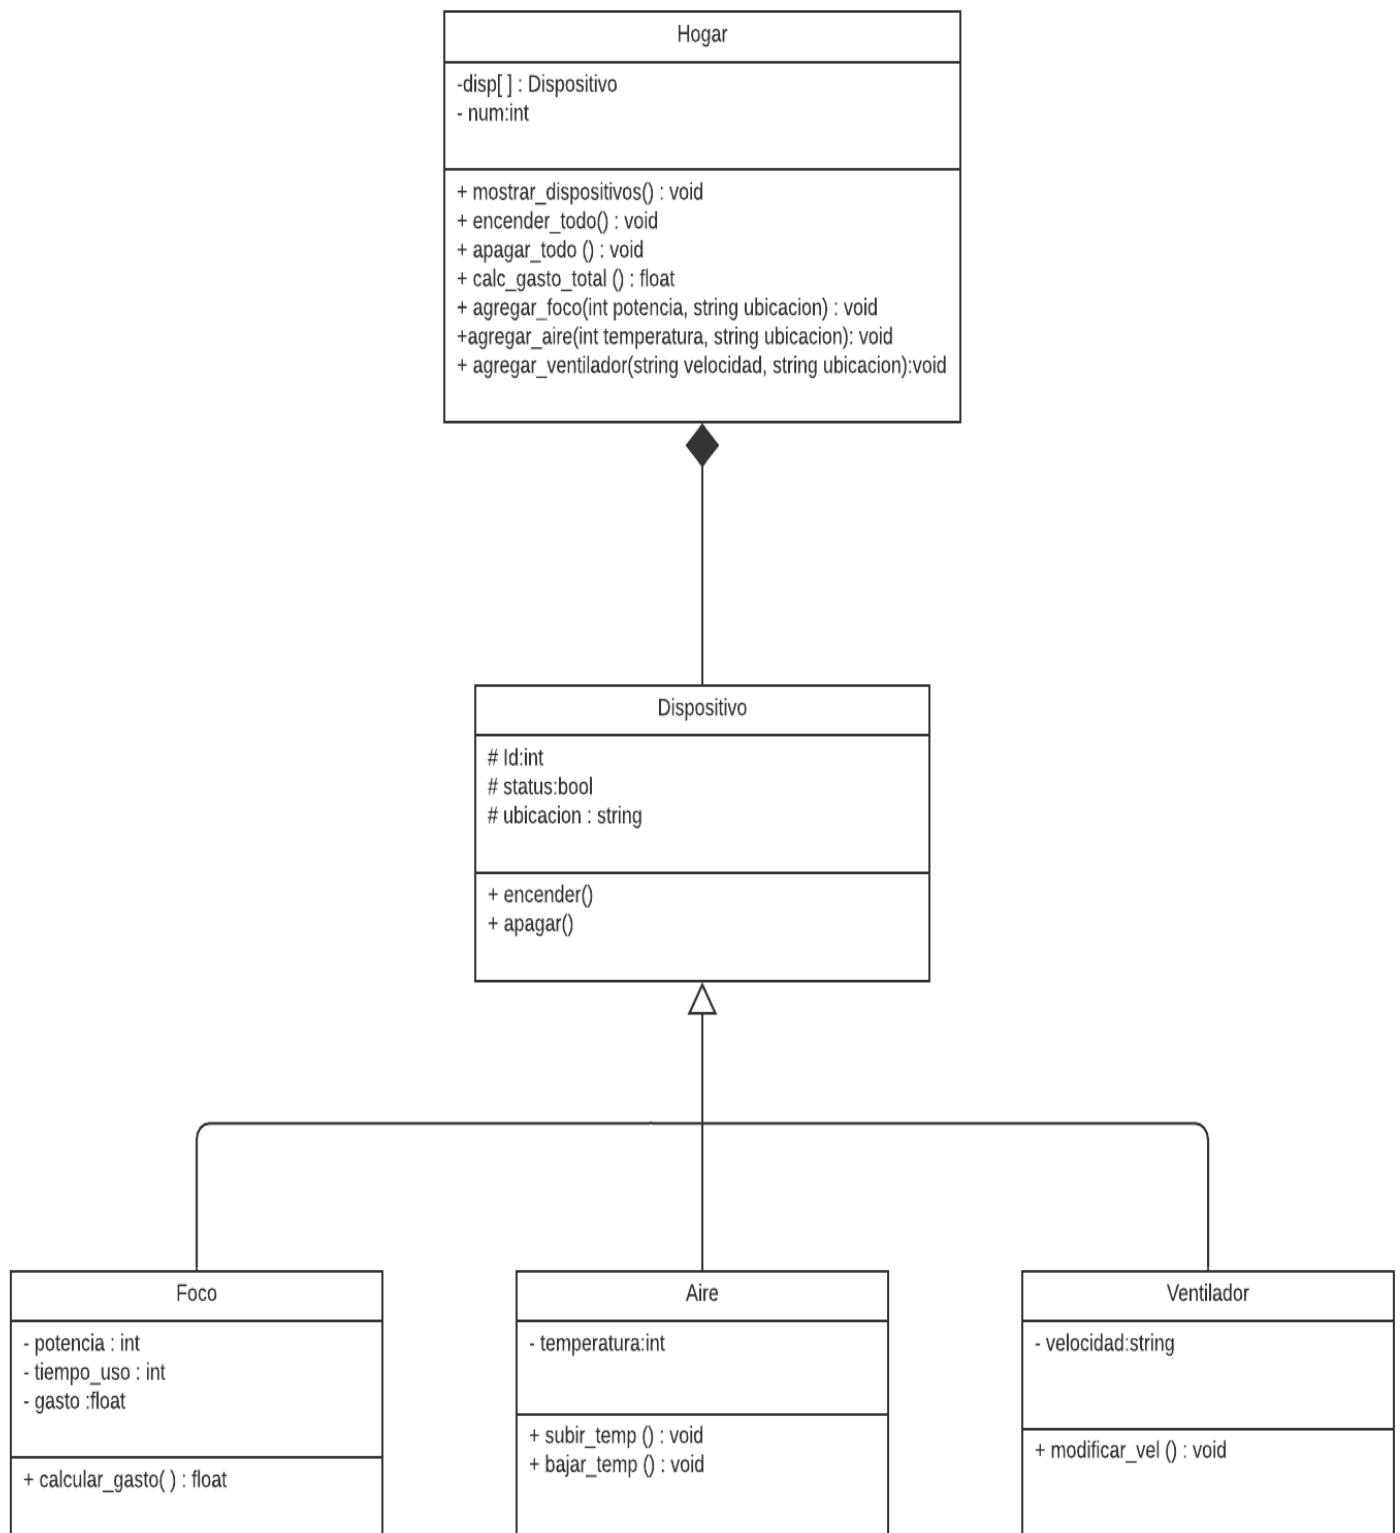 Hogar
-disp[ ] : Dispositivo
- num:int
+ mostrar_dispositivos() : void
+ encender_todo() : void
+ apagar_todo () : void
+ calc_gasto_total () : float
+ agregar_foco(int potencia, string ubicacion) : void
+agregar_aire(int temperatura, string ubicacion): void
+ agregar_ventilador(string velocidad, string ubicacion):void
Dispositivo
# Id:int
# status:bool
# ubicacion : string
+ encender()
+ apagar()
Foco
- potencia : int
- tiempo_uso : int
- gasto :float
+ calcular_gasto( ) : float
Aire
- temperatura:int
+ subir_temp () : void
+ bajar_temp () : void
Ventilador
- velocidad:string
+ modificar_vel () : void